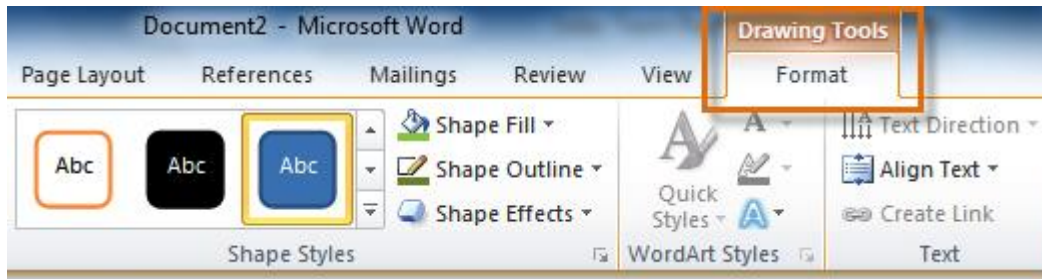 Document2 - Microsoft Word
Drawing Tools
Page Layout References Mailings Review View Format
Abc Abc Abc
Shape Fill
Shape Outline
Shape Effects
Shape Styles
A
A
Quick
Styles
A
WordArt Styles
Text Direction
Align Text
Create Link
Text